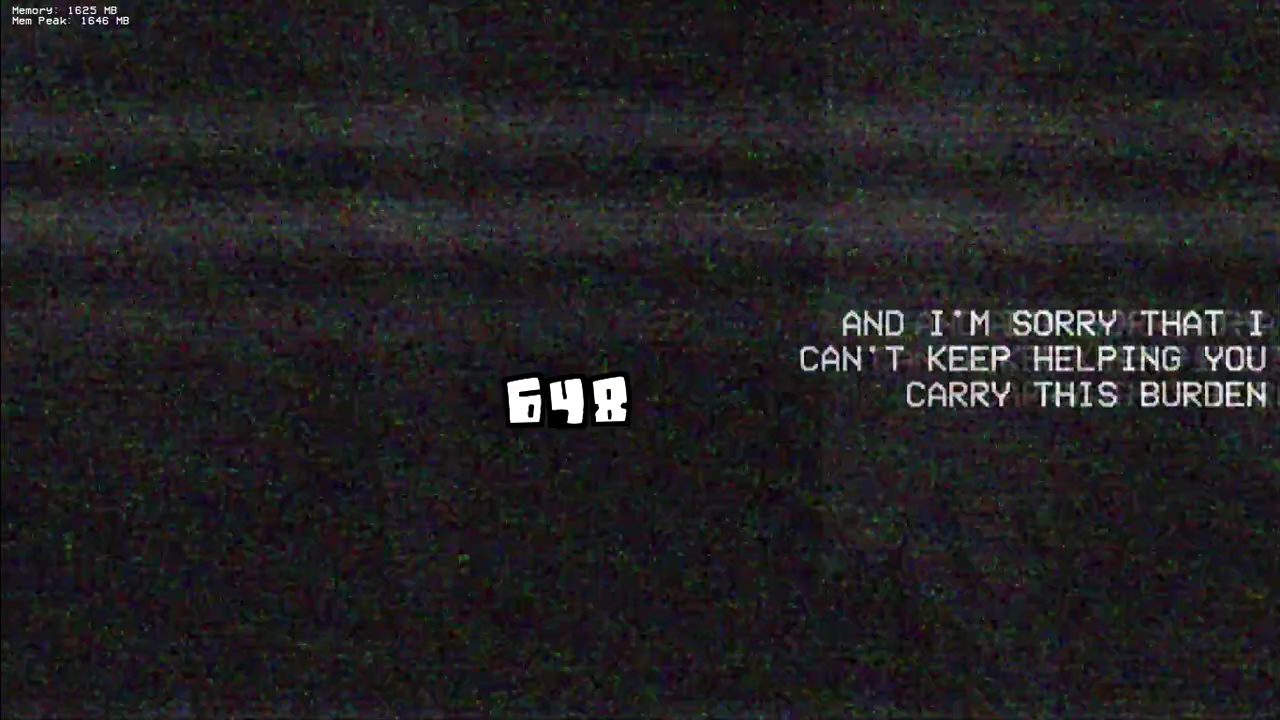 Memory: 1625 MB
Mem Peak: 1646 MB
AND I'M SORRY THAT I
CAN'T KEEP HELPING YOU
CARRY THIS BURDEN
648